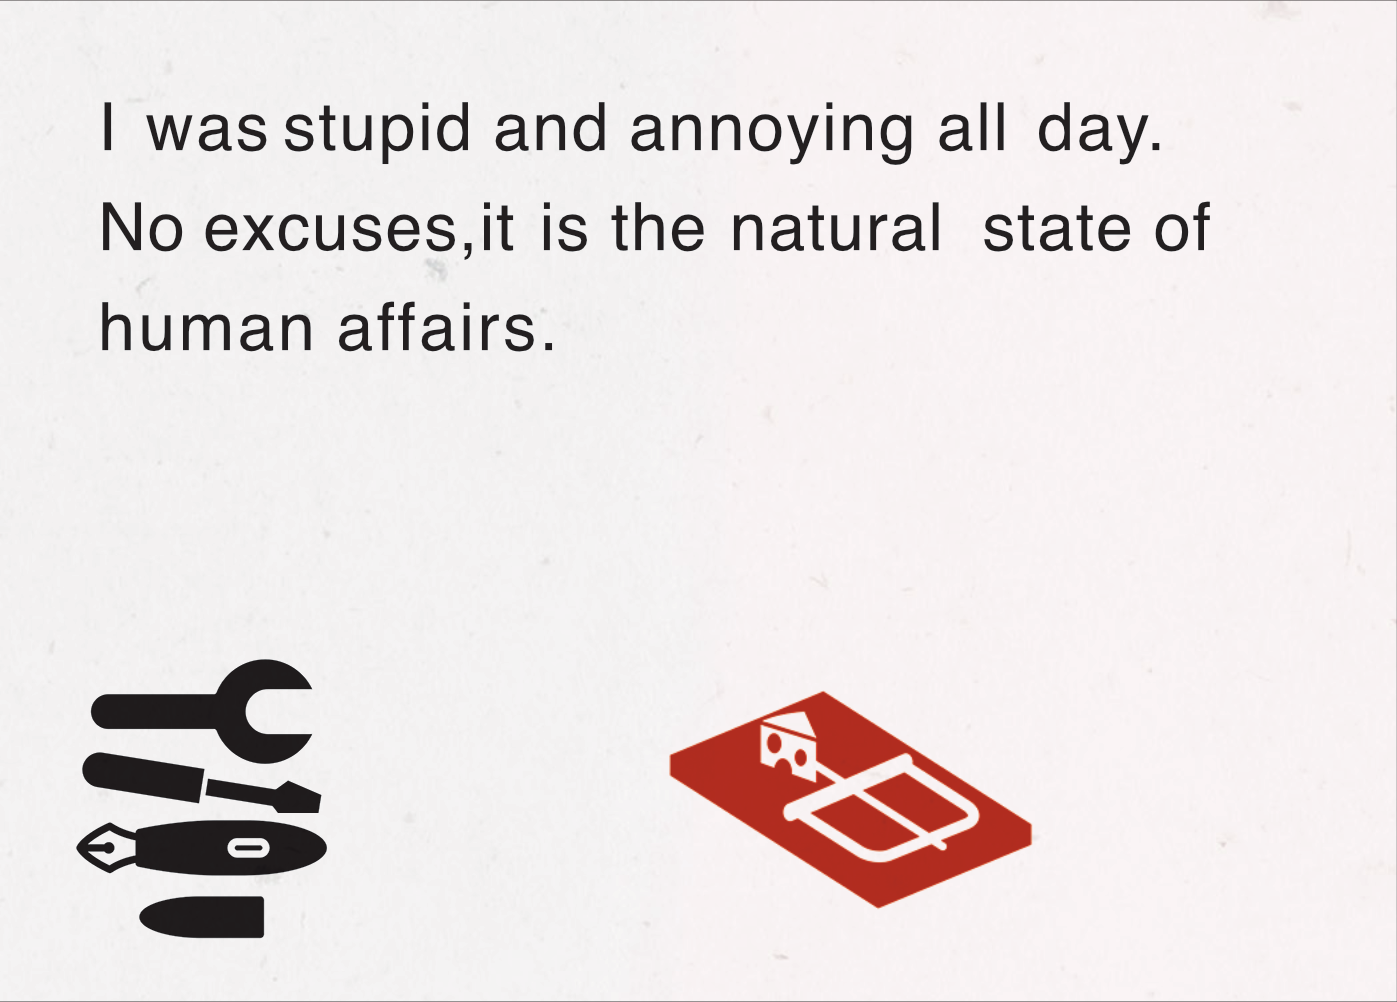 I was stupid and annoying all day.
No excuses,it is the natural state of
human affairs.